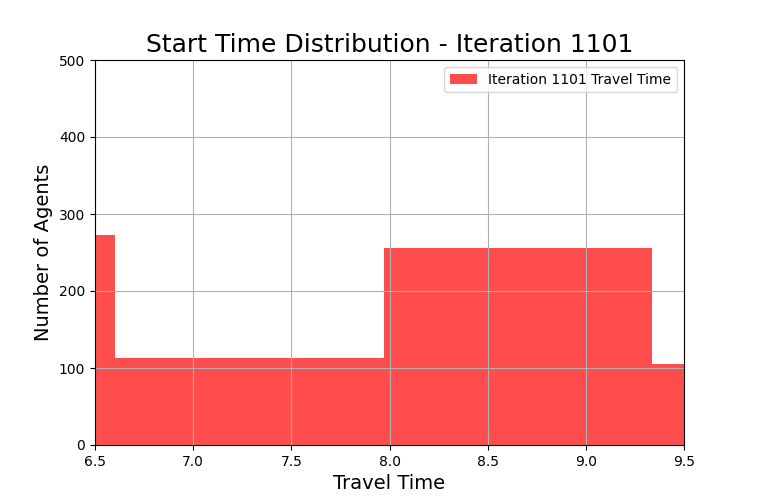 Start Time Distribution - Iteration 1101
Iteration 1101 Travel Time
Number of Agents
500
400
300
200
100
0
6.5 7.0 7.5 8.0 8.5 9.0 9.5
Travel Time